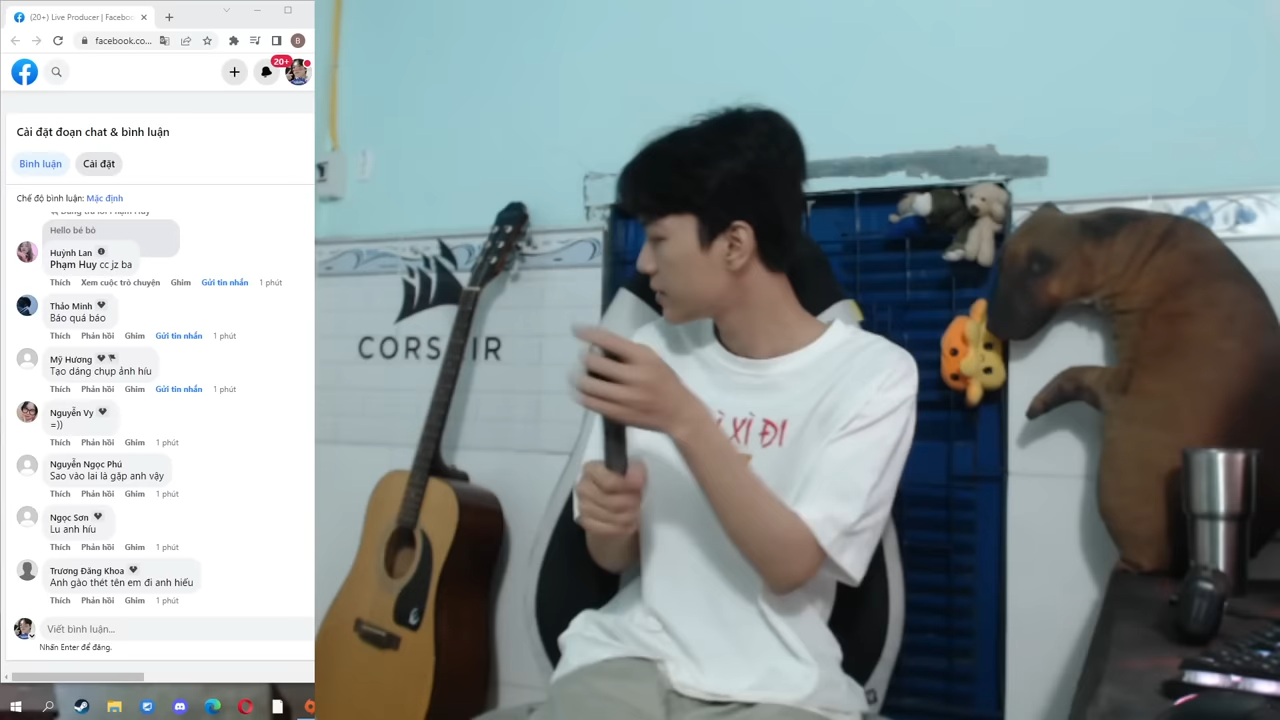 (20+) Live Producer | Facebo
facebook.co...
B
20+
Cài đặt đoạn chat & bình luận
Bình luận
Cài đặt
Chế độ bình luận: Mặc định
Hello bé bò
Huỳnh Lan
Phạm Huy cc jz ba
Thích Xem cuộc trò chuyện Ghim Gửi tin nhắn 1 phút
Thảo Minh
Báo quá báo
Thích Phản hồi Ghim Gửi tin nhắn 1 phút
Mỹ Hương
Tạo dáng chụp ảnh híu
Thích Phản hồi Ghim Gửi tin nhắn 1 phút
Nguyễn Vy
=))
Thích Phản hồi Ghim 1 phút
Nguyễn Ngọc Phú
Sao vào lai là gặp anh vậy
Thích Phản hồi Ghim 1 phút
Ngọc Sơn
Lu anh híu
Thích Phản hồi Ghim 1 phút
Trương Đăng Khoa
Anh gào thét tên em đi anh hiếu
Thích Phản hồi Ghim 1 phút
Viết bình luận...
Nhấn Enter để đăng.
CORSAIR
XÌ ĐI